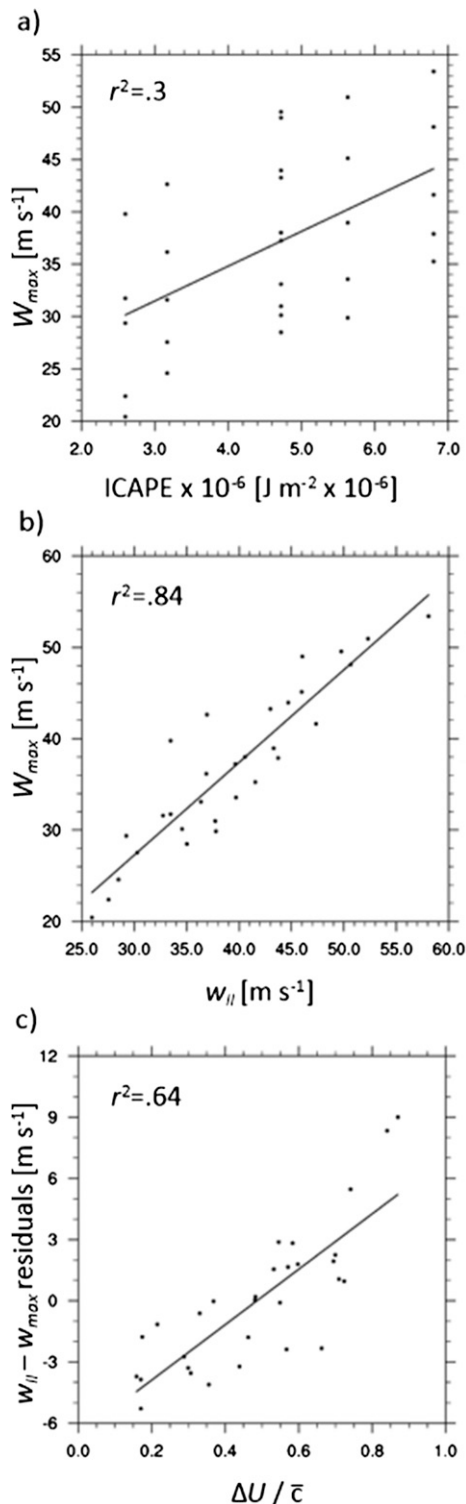 a)
55
50
45
40
35
30
25
20
r²=.3
W_max [m s⁻¹]
2.0 3.0 4.0 5.0 6.0 7.0
ICAPE x 10⁻⁶ [J m⁻² x 10⁻⁶]
b)
60
50
40
30
20
r²=.84
W_max [m s⁻¹]
25.0 30.0 35.0 40.0 45.0 50.0 55.0 60.0
w_ll [m s⁻¹]
c)
12
9
6
3
0
-3
-6
r²=.64
w_ll – w_max residuals [m s⁻¹]
0.0 0.2 0.4 0.6 0.8 1.0
ΔU / c̄